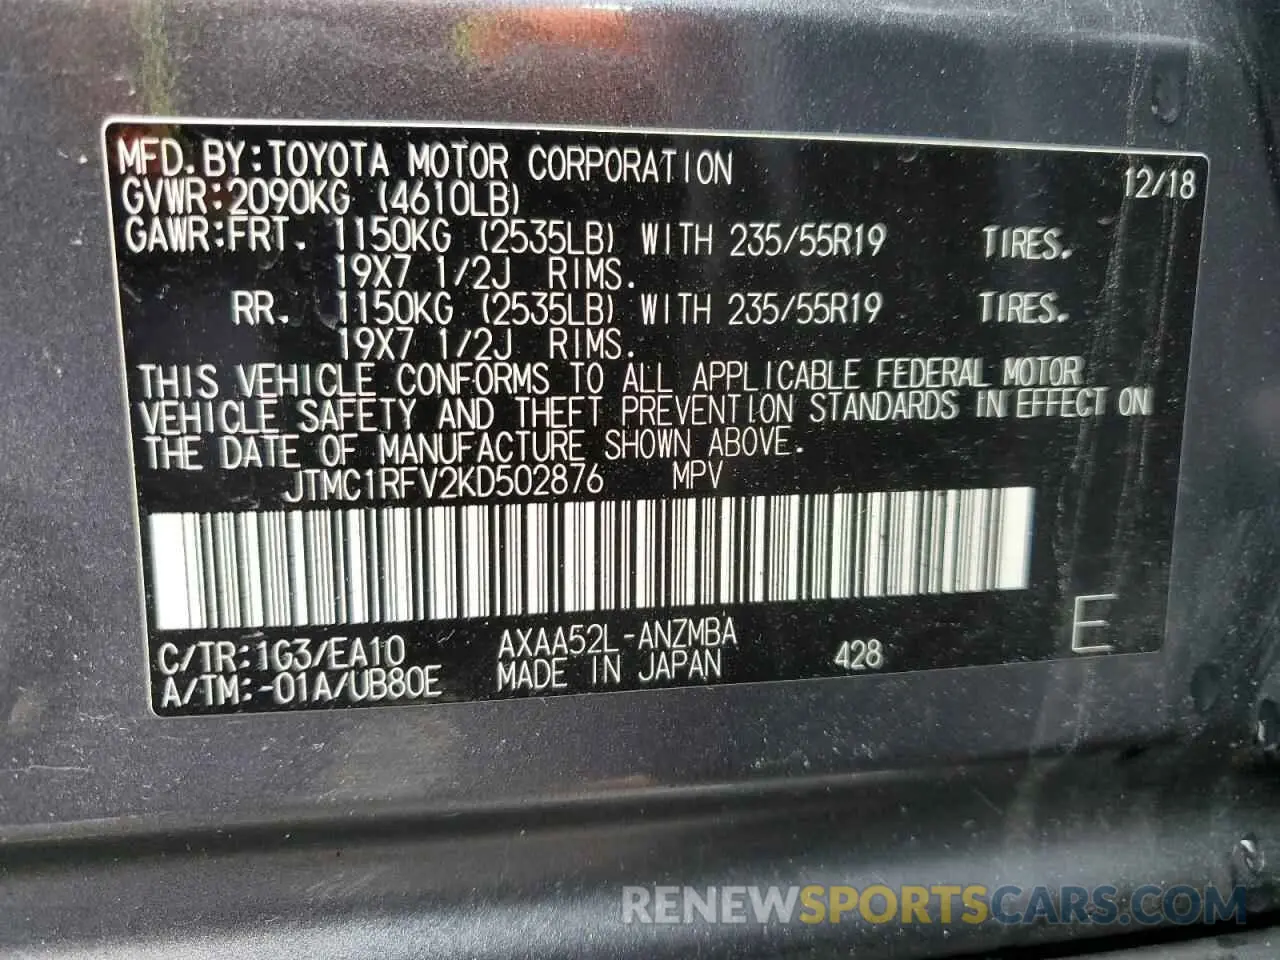 MFD.BY:TOYOTA MOTOR CORPORATION 12/18
GVWR:2090KG (4610LB)
GAWR:FRT. 1150KG (2535LB) WITH 235/55R19 TIRES.
19X7 1/2J RIMS.
RR. 1150KG (2535LB) WITH 235/55R19 TIRES.
19X7 1/2J RIMS.
THIS VEHICLE CONFORMS TO ALL APPLICABLE FEDERAL MOTOR
VEHICLE SAFETY AND THEFT PREVENTION STANDARDS IN EFFECT ON
THE DATE OF MANUFACTURE SHOWN ABOVE.
JTMC1RFV2KD502876 MPV
C/TR:1G3/EA10 AXAA52L-ANZMBA 428 E
A/TM:-01A/UB80E MADE IN JAPAN
RENEWSPORTSCARS.COM